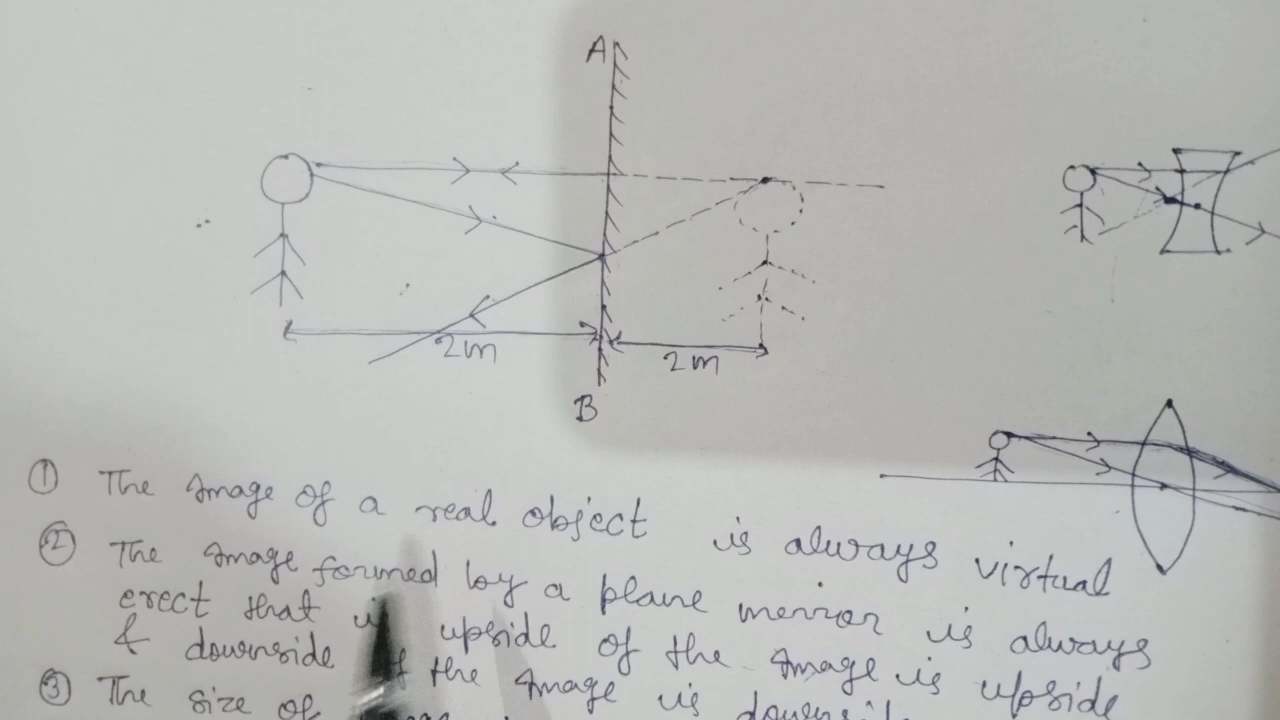 A
2m
2m
B
① The Image of a real object is always virtual
② The Image formed by a plane mirror is always
erect that is upside of the Image is upside
& downside of the Image is downside
③ The size of